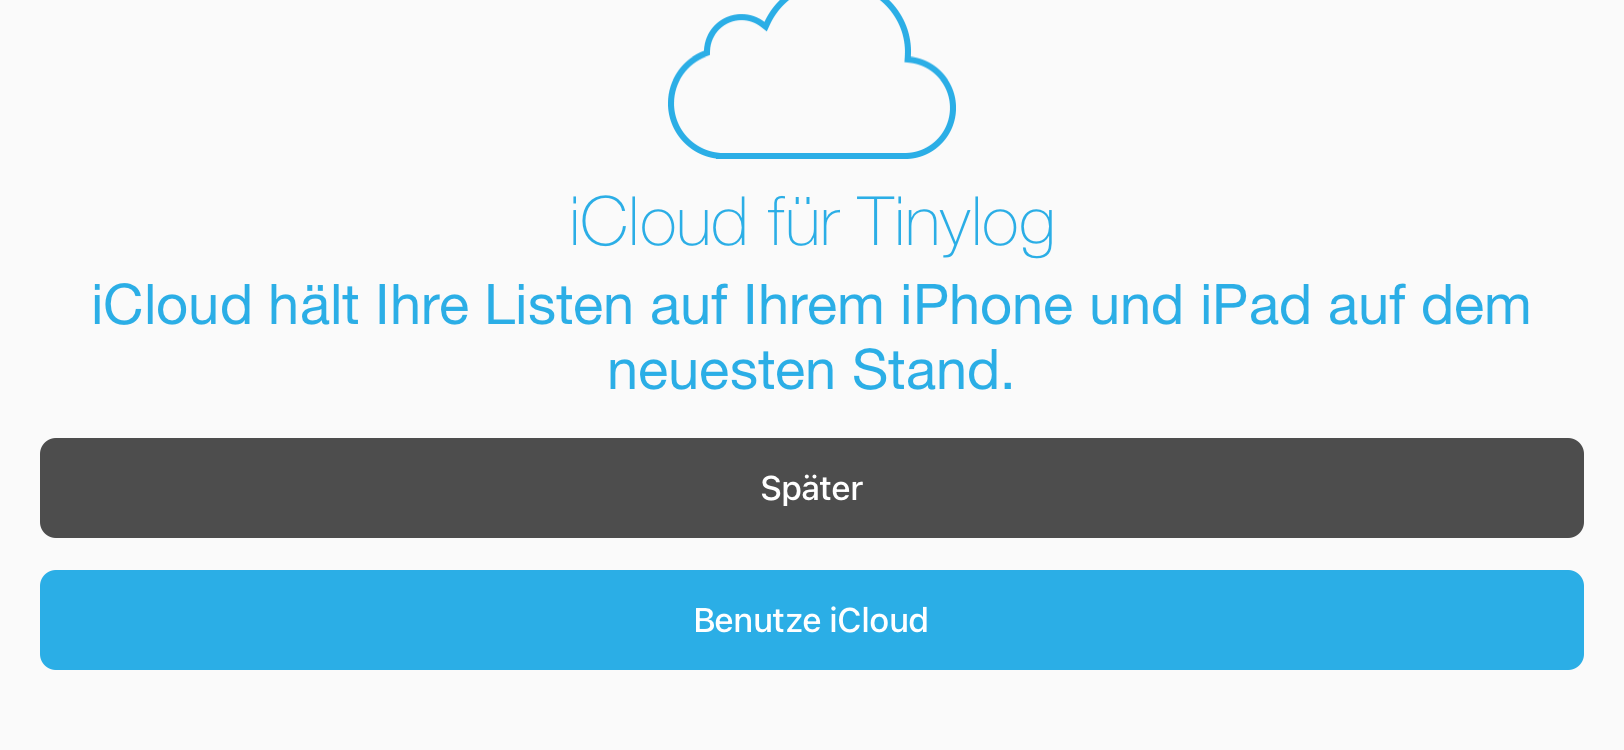 iCloud für Tinylog
iCloud hält Ihre Listen auf Ihrem iPhone und iPad auf dem
neuesten Stand.
Später
Benutze iCloud